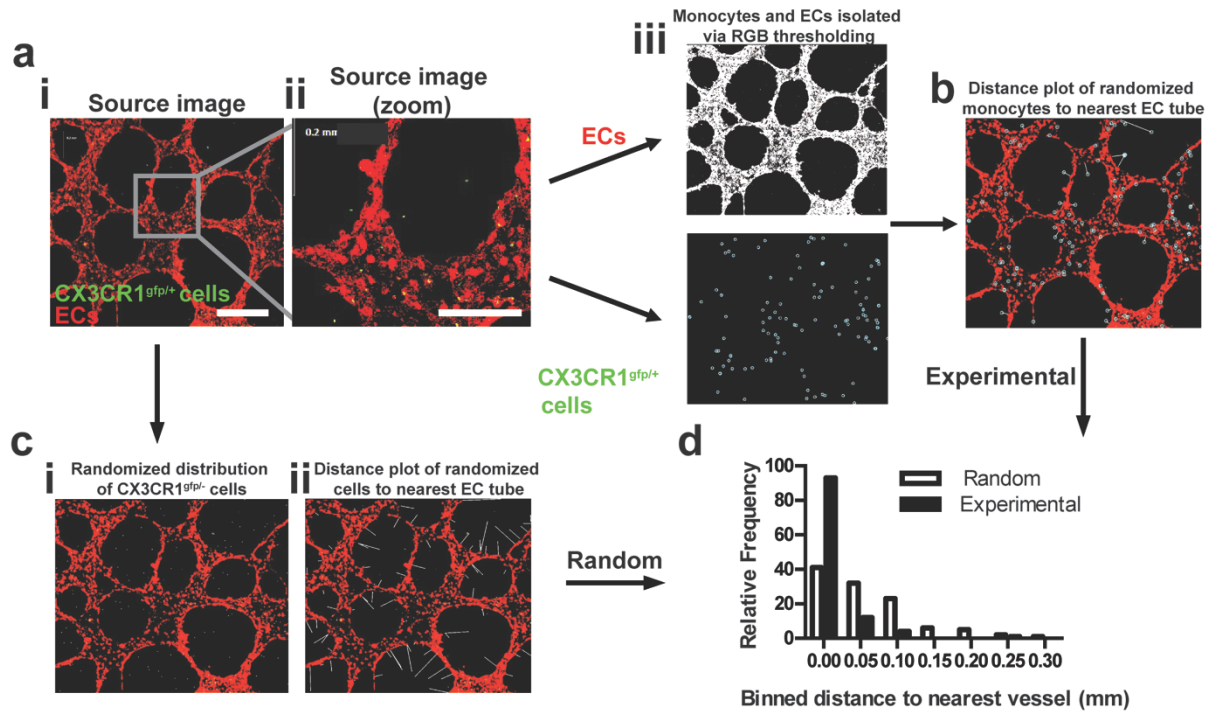 a
i
Source image
ii
Source image
(zoom)
0.2 mm
CX3CR1gfp/+ cells
ECs
ECs
CX3CR1gfp/+
cells
iii
Monocytes and ECs isolated
via RGB thresholding
b
Distance plot of randomized
monocytes to nearest EC tube
Experimental
c
i
Randomized distribution
of CX3CR1gfp/- cells
ii
Distance plot of randomized
cells to nearest EC tube
Random
d
Relative Frequency
100
80
60
40
20
0
Random
Experimental
0.00 0.05 0.10 0.15 0.20 0.25 0.30
Binned distance to nearest vessel (mm)